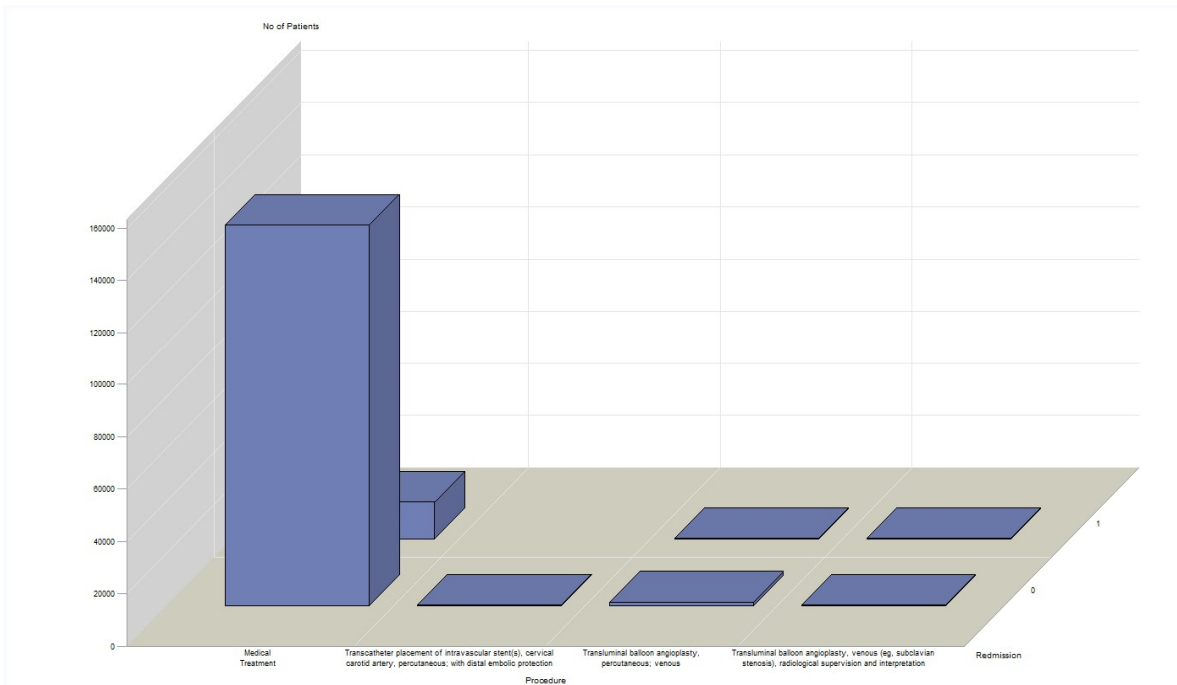 No of Patients
160000
140000
120000
100000
80000
60000
40000
20000
0
1
0
Redmission
Medical
Treatment
Transcatheter placement of intravascular stent(s), cervical
carotid artery, percutaneous; with distal embolic protection
Transluminal balloon angioplasty,
percutaneous; venous
Transluminal balloon angioplasty, venous (eg, subclavian
stenosis), radiological supervision and interpretation
Procedure